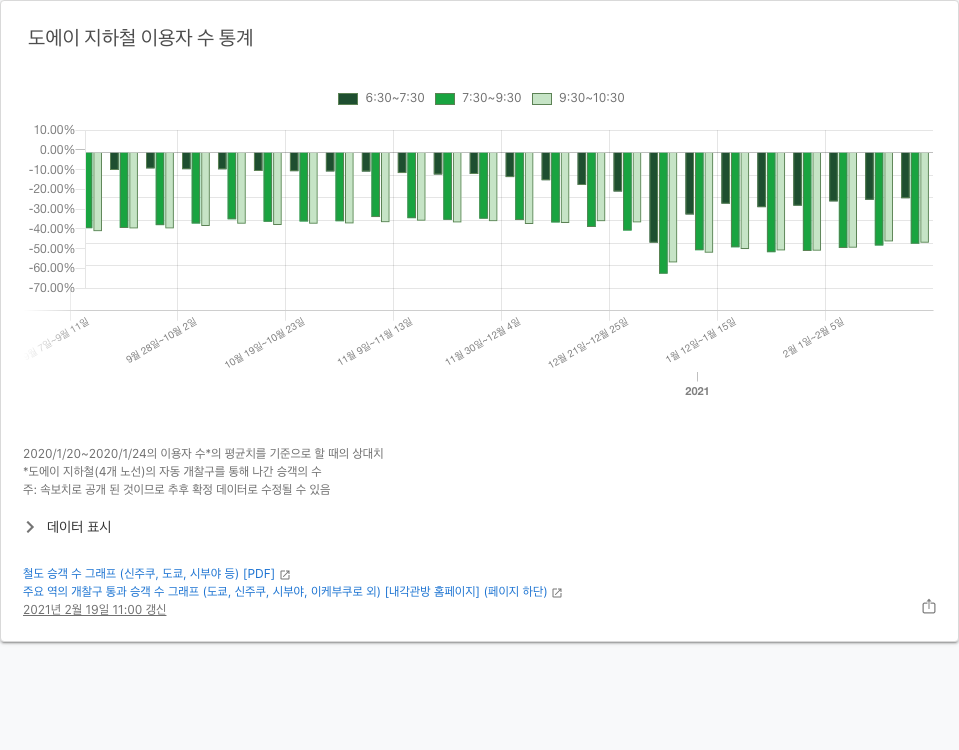 도에이 지하철 이용자 수 통계
6:30~7:30 7:30~9:30 9:30~10:30
10.00%
0.00%
-10.00%
-20.00%
-30.00%
-40.00%
-50.00%
-60.00%
-70.00%
7일~9월 11일
9월 28일~10월 2일
10월 19일~10월 23일
11월 9일~11월 13일
11월 30일~12월 4일
12월 21일~12월 25일
1월 12일~1월 15일
2월 1일~2월 5일
2021
2020/1/20~2020/1/24의 이용자 수*의 평균치를 기준으로 할 때의 상대치
*도에이 지하철(4개 노선)의 자동 개찰구를 통해 나간 승객의 수
주: 속보치로 공개 된 것이므로 추후 확정 데이터로 수정될 수 있음
데이터 표시
철도 승객 수 그래프 (신주쿠, 도쿄, 시부야 등) [PDF]
주요 역의 개찰구 통과 승객 수 그래프 (도쿄, 신주쿠, 시부야, 이케부쿠로 외) [내각관방 홈페이지] (페이지 하단)
2021년 2월 19일 11:00 갱신